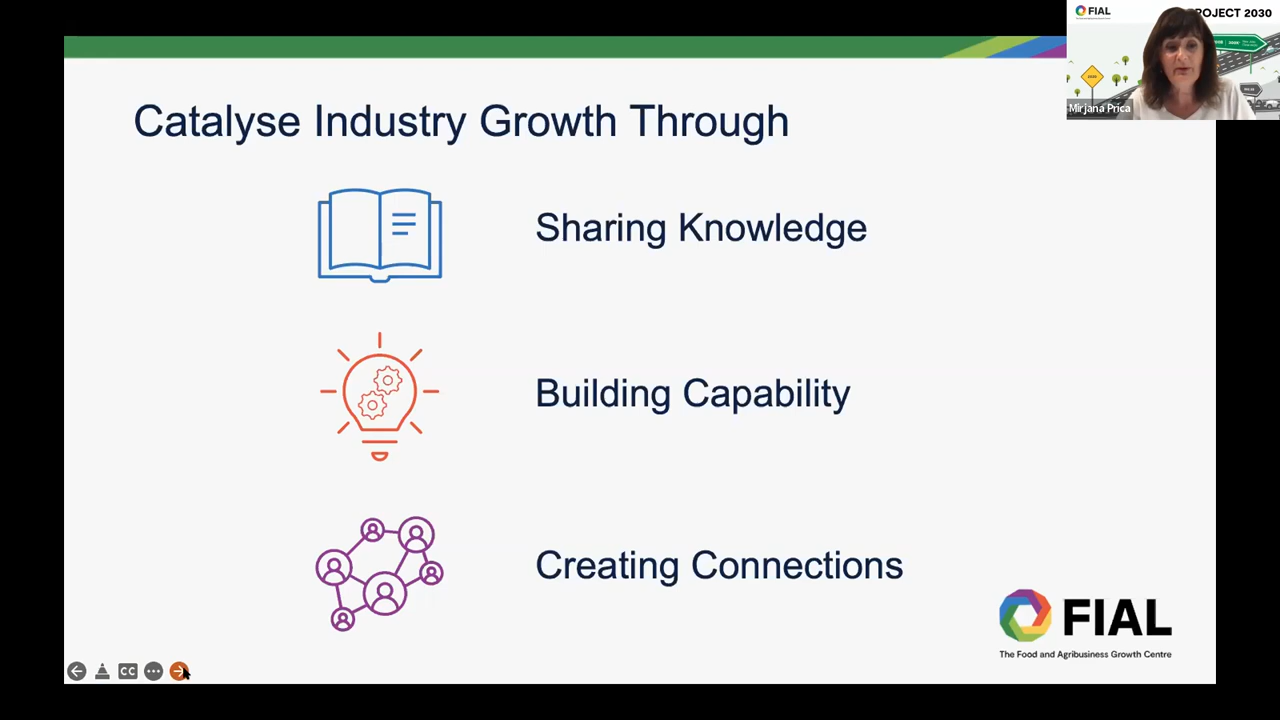 FIAL
PROJECT 2030
Mirjana Prica
Catalyse Industry Growth Through
Sharing Knowledge
Building Capability
Creating Connections
FIAL
The Food and Agribusiness Growth Centre
CC